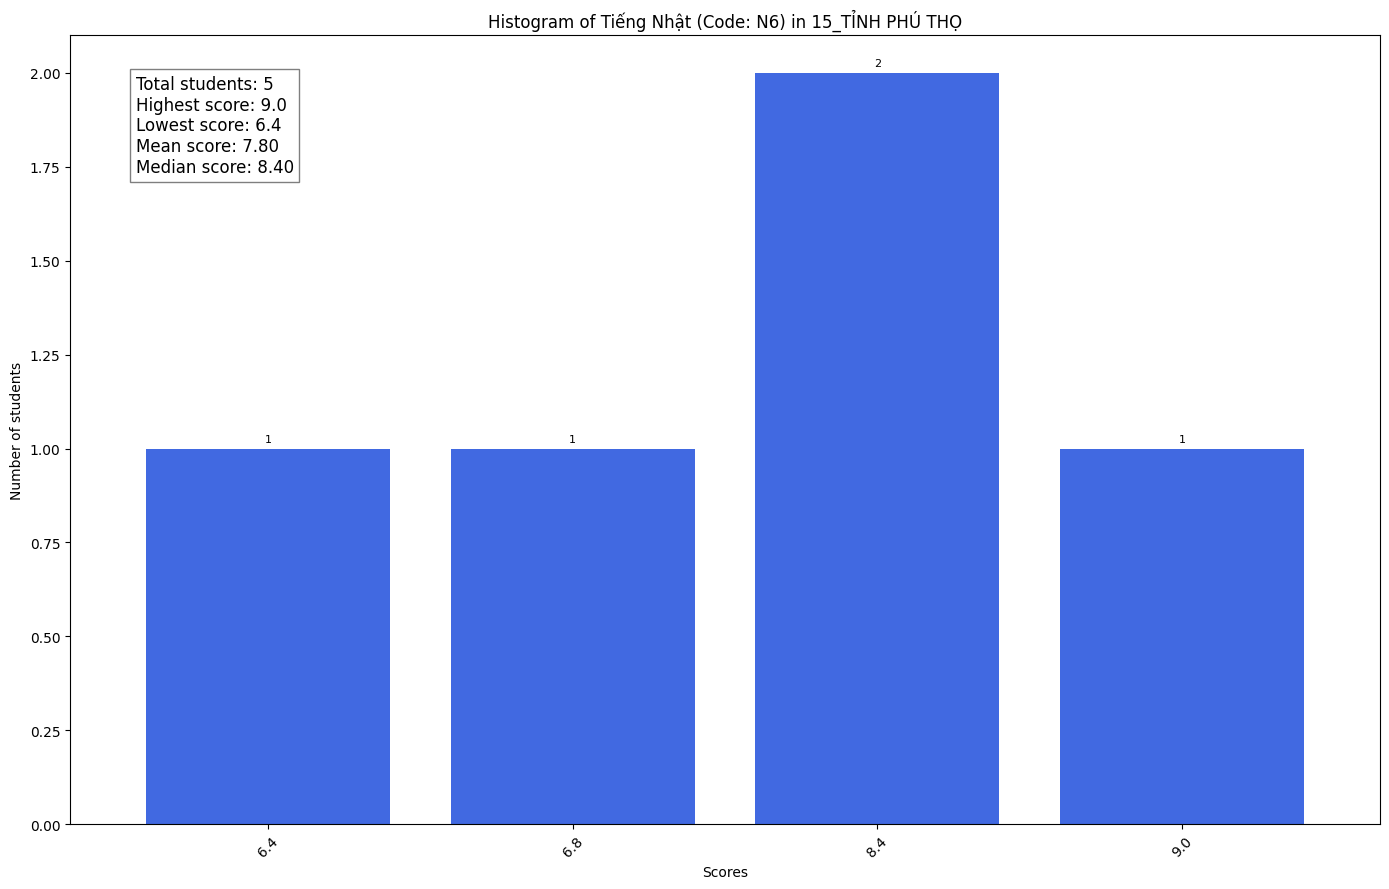 Histogram of Tiếng Nhật (Code: N6) in 15_TỈNH PHÚ THỌ
Total students: 5
Highest score: 9.0
Lowest score: 6.4
Mean score: 7.80
Median score: 8.40
Number of students
2.00
1.75
1.50
1.25
1.00
0.75
0.50
0.25
0.00
1
1
2
1
6.4
6.8
8.4
9.0
Scores